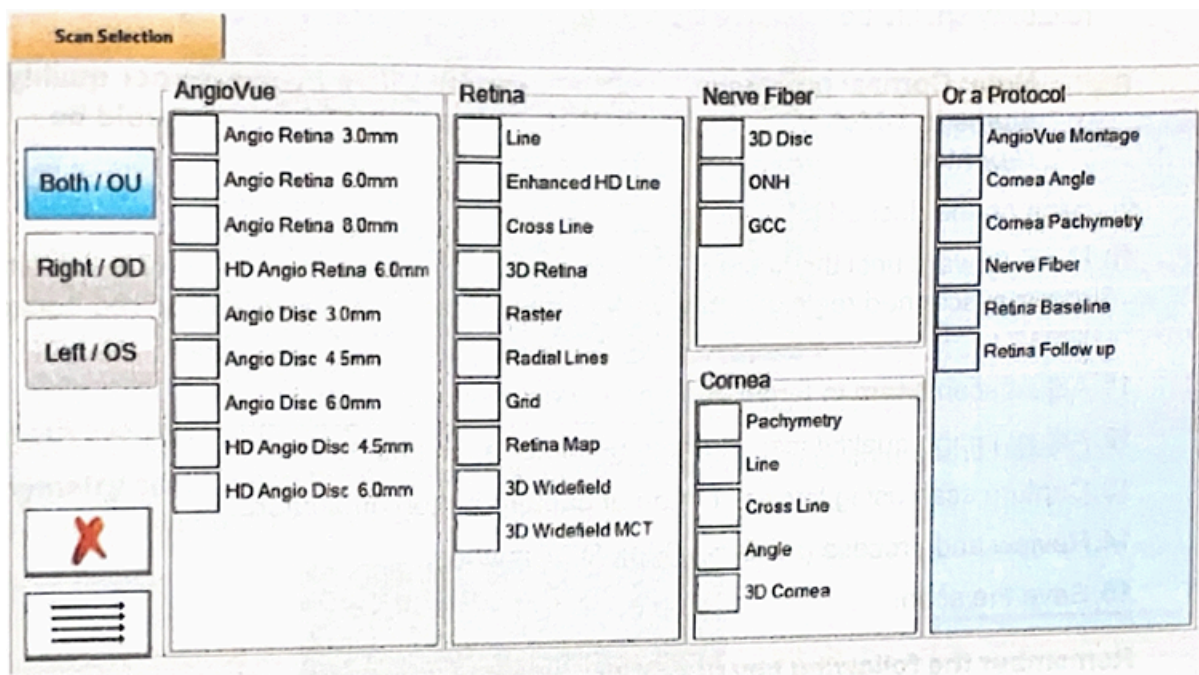 Scan Selection
Both / OU
Right / OD
Left / OS
AngioVue
Angio Retina 3.0mm
Angio Retina 6.0mm
Angio Retina 8.0mm
HD Angio Retina 6.0mm
Angio Disc 3.0mm
Angio Disc 4 5mm
Angio Disc 6.0mm
HD Angio Disc 4.5mm
HD Angio Disc 6.0mm
Retina
Line
Enhanced HD Line
Cross Line
3D Retina
Raster
Radial Lines
Grid
Retina Map
3D Widefield
3D Widefield MCT
Nerve Fiber
3D Disc
ONH
GCC
Cornea
Pachymetry
Line
Cross Line
Angle
3D Cornea
Or a Protocol
AngioVue Montage
Cornea Angle
Cornea Pachymetry
Nerve Fiber
Retina Baseline
Retina Follow up